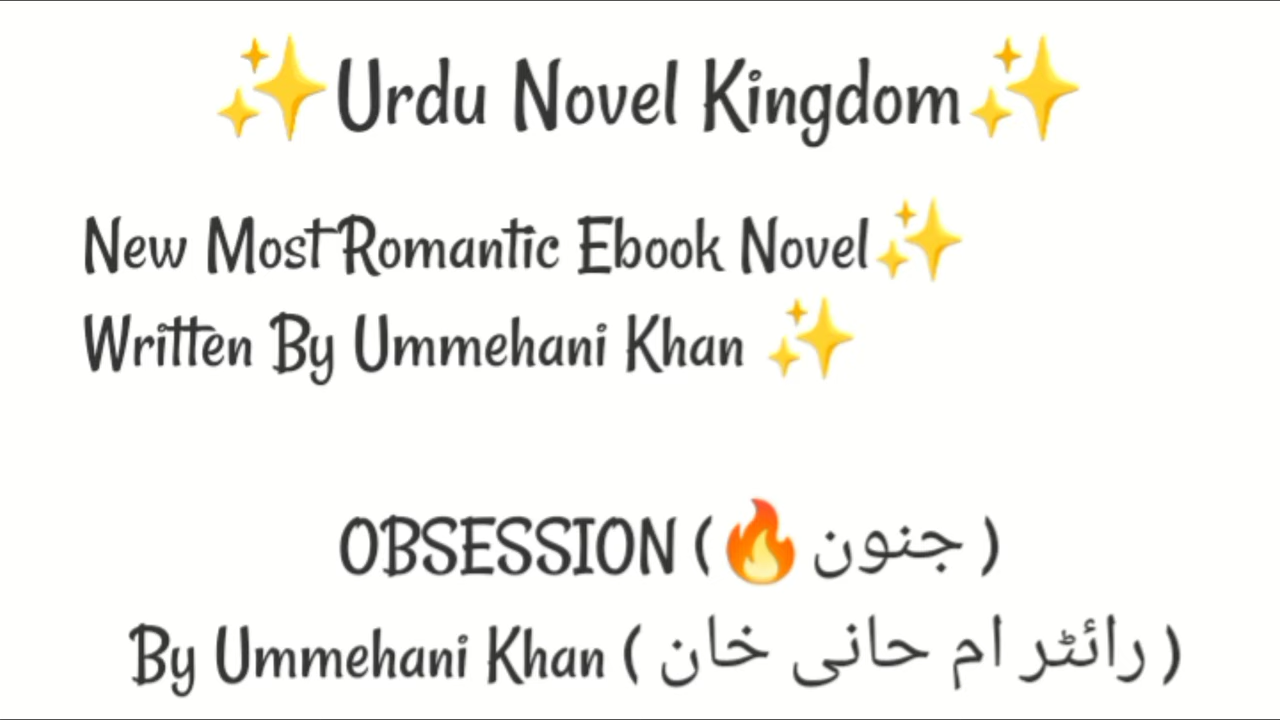 ✨Urdu Novel Kingdom✨
New Most Romantic Ebook Novel✨
Written By Ummehani Khan ✨
OBSESSION (🔥جنون )
By Ummehani Khan ( رائٹر ام حانی خان )